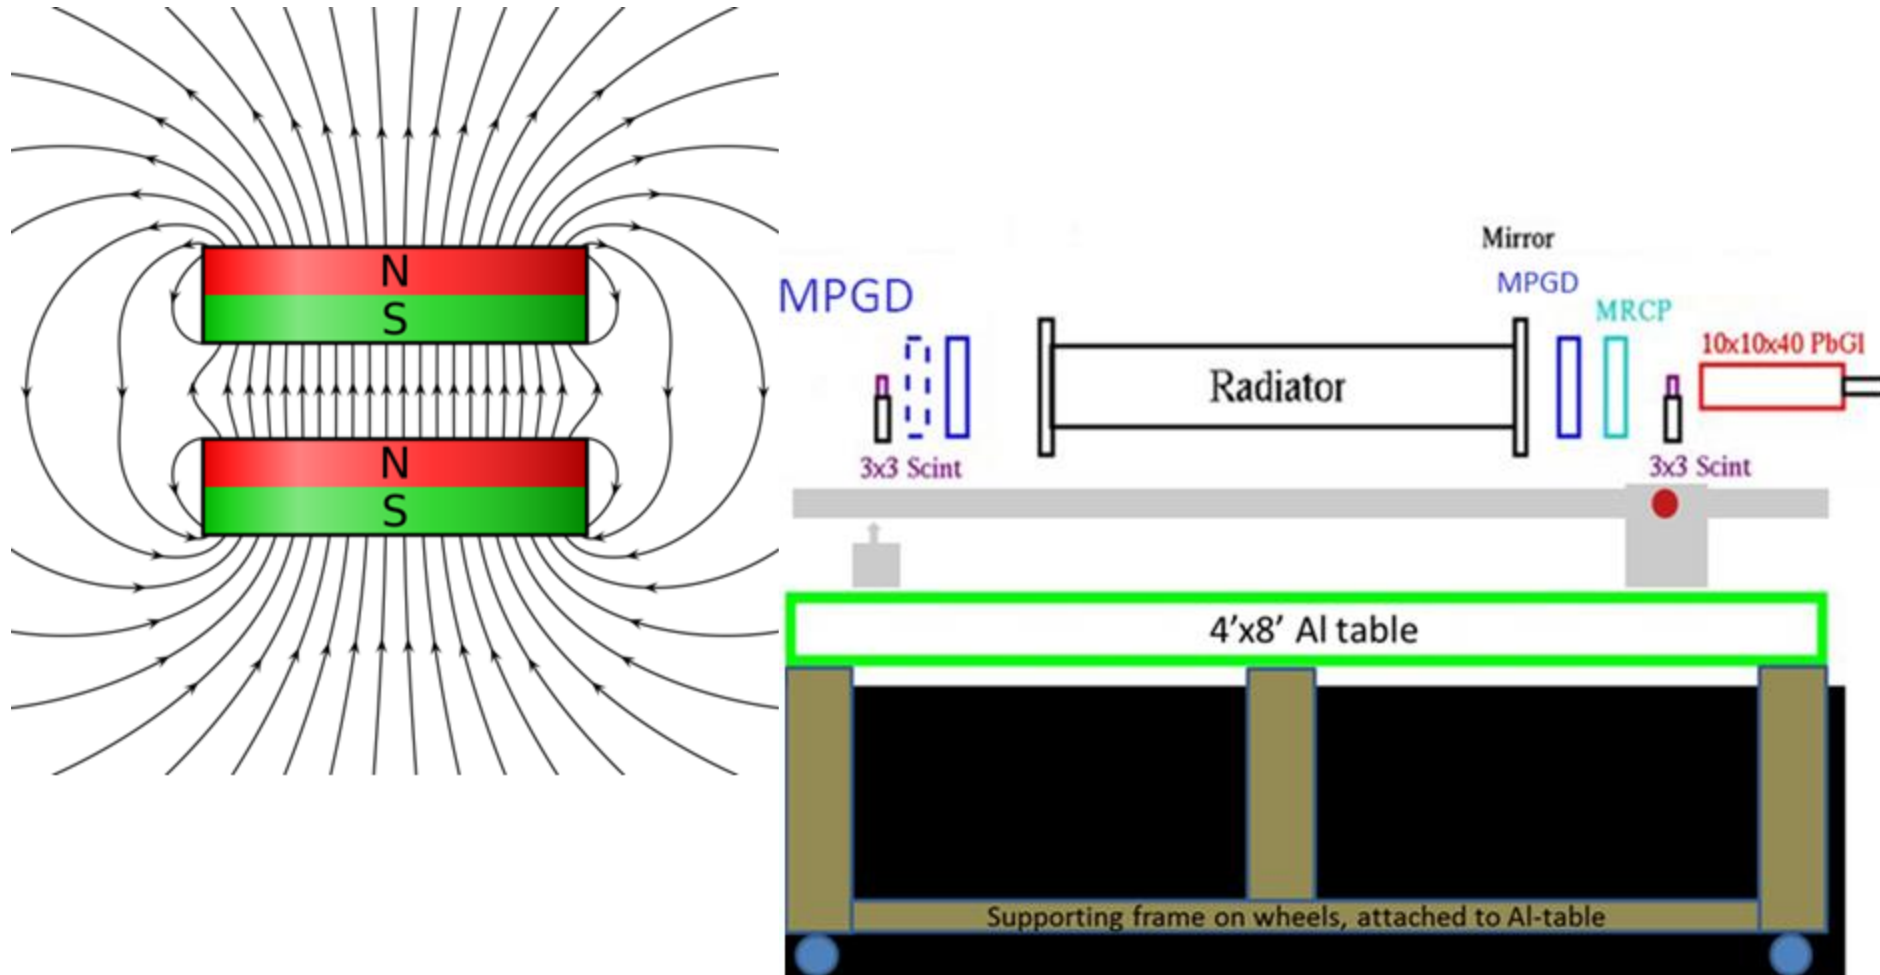 N
S
N
S
Mirror
MPGD
MPGD
MRCP
10x10x40 PbGl
Radiator
3x3 Scint
3x3 Scint
4’x8’ Al table
Supporting frame on wheels, attached to Al-table